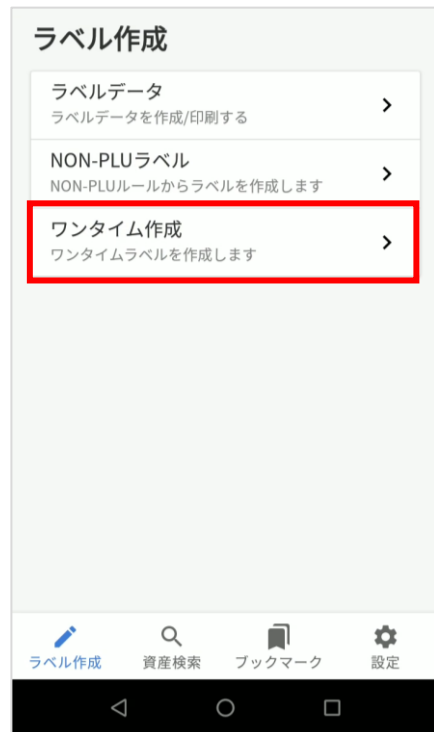 ラベル作成
ラベルデータ
ラベルデータを作成/印刷する
NON-PLUラベル
NON-PLUルールからラベルを作成します
ワンタイム作成
ワンタイムラベルを作成します
ラベル作成 資産検索 ブックマーク 設定